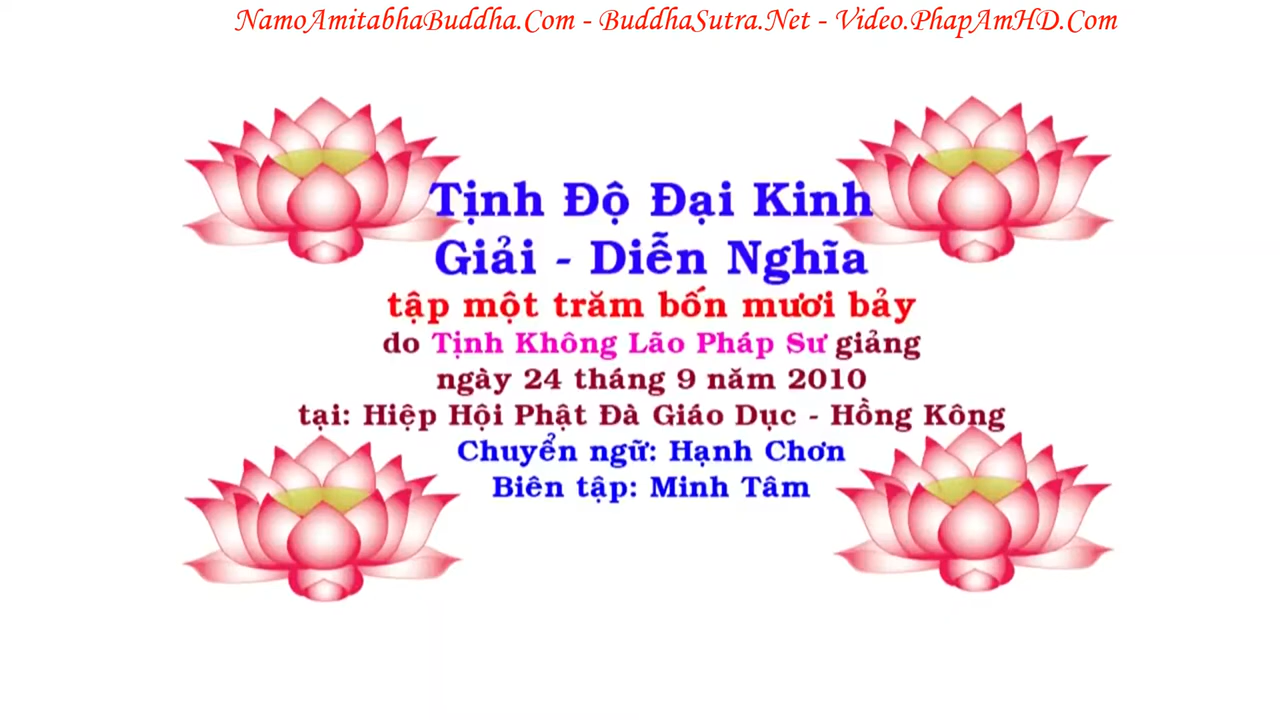 NamoAmitabhaBuddha.Com - BuddhaSutra.Net - Video.PhapAmHD.Com
Tịnh Độ Đại Kinh
Giải - Diễn Nghĩa
tập một trăm bốn mươi bảy
do Tịnh Không Lão Pháp Sư giảng
ngày 24 tháng 9 năm 2010
tại: Hiệp Hội Phật Đà Giáo Dục - Hồng Kông
Chuyển ngữ: Hạnh Chơn
Biên tập: Minh Tâm